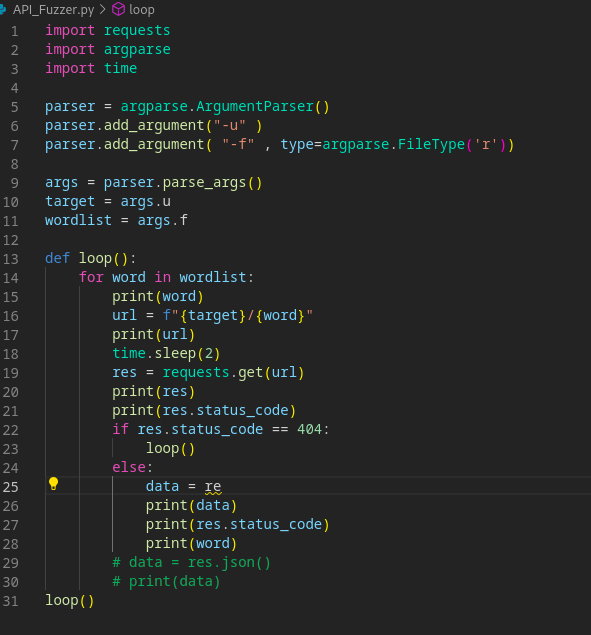 API_Fuzzer.py > loop
1 import requests
2 import argparse
3 import time
4
5 parser = argparse.ArgumentParser()
6 parser.add_argument("-u" )
7 parser.add_argument( "-f" , type=argparse.FileType('r'))
8
9 args = parser.parse_args()
10 target = args.u
11 wordlist = args.f
12
13 def loop():
14     for word in wordlist:
15         print(word)
16         url = f"{target}/{word}"
17         print(url)
18         time.sleep(2)
19         res = requests.get(url)
20         print(res)
21         print(res.status_code)
22         if res.status_code == 404:
23             loop()
24         else:
25             data = re
26             print(data)
27             print(res.status_code)
28             print(word)
29         # data = res.json()
30         # print(data)
31 loop()